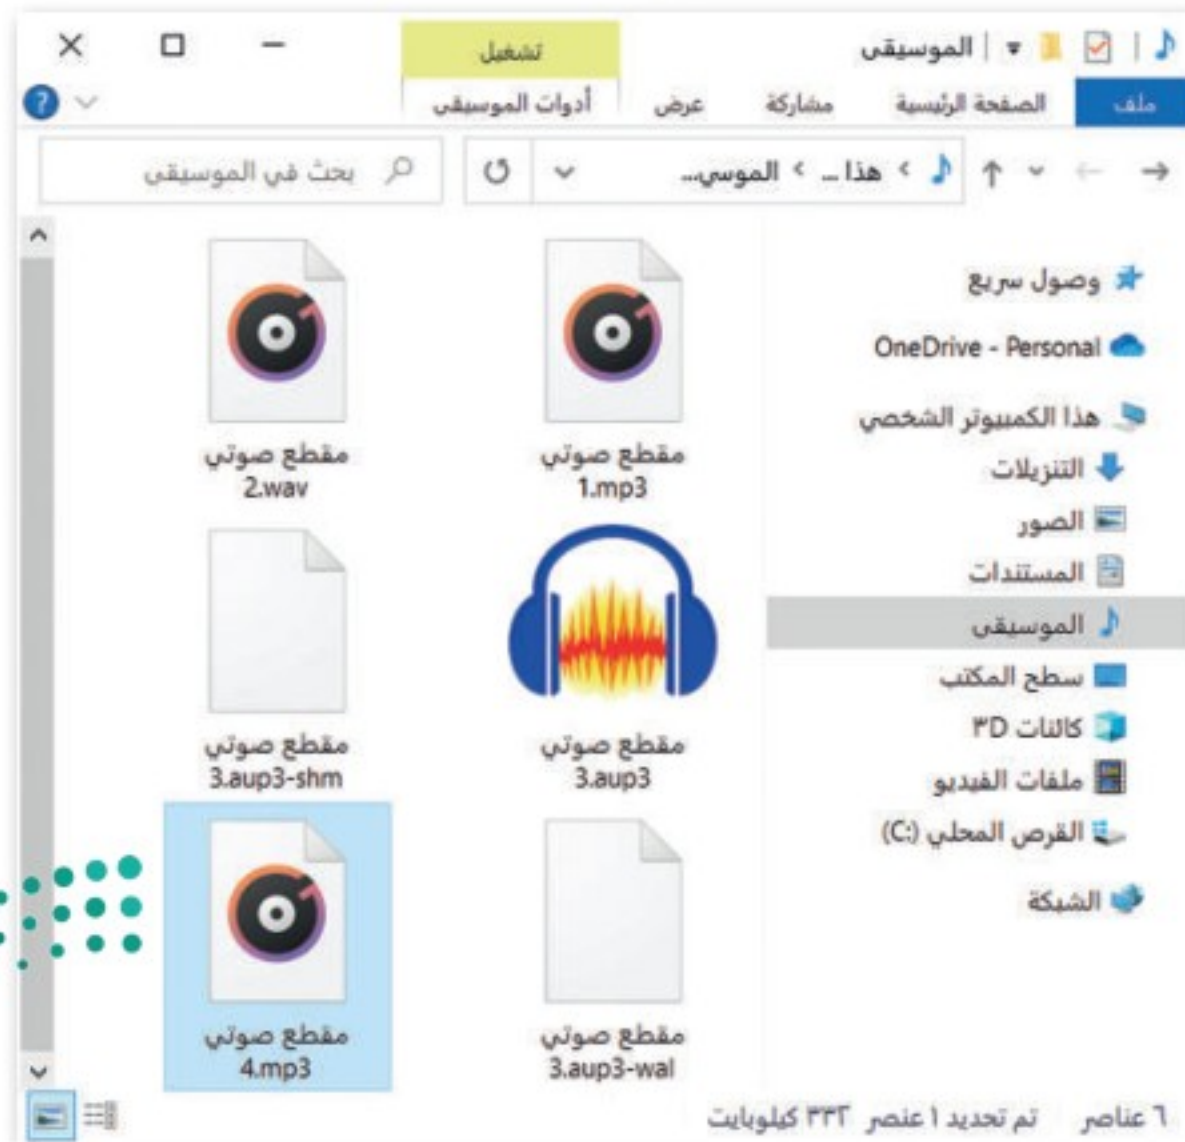 الموسيقى
تشغيل
ملف
الصفحة الرئيسية
مشاركة
عرض
أدوات الموسيقى
هذا ... › الموسي...
بحث في الموسيقى
وصول سريع
OneDrive - Personal
هذا الكمبيوتر الشخصي
التنزيلات
الصور
المستندات
الموسيقى
سطح المكتب
كائنات ٣D
ملفات الفيديو
القرص المحلي (C:)
الشبكة
مقطع صوتي
1.mp3
مقطع صوتي
2.wav
مقطع صوتي
3.aup3
مقطع صوتي
3.aup3-shm
مقطع صوتي
3.aup3-wal
مقطع صوتي
4.mp3
٦ عناصر
تم تحديد ١ عنصر ٣٣٢ كيلوبايت